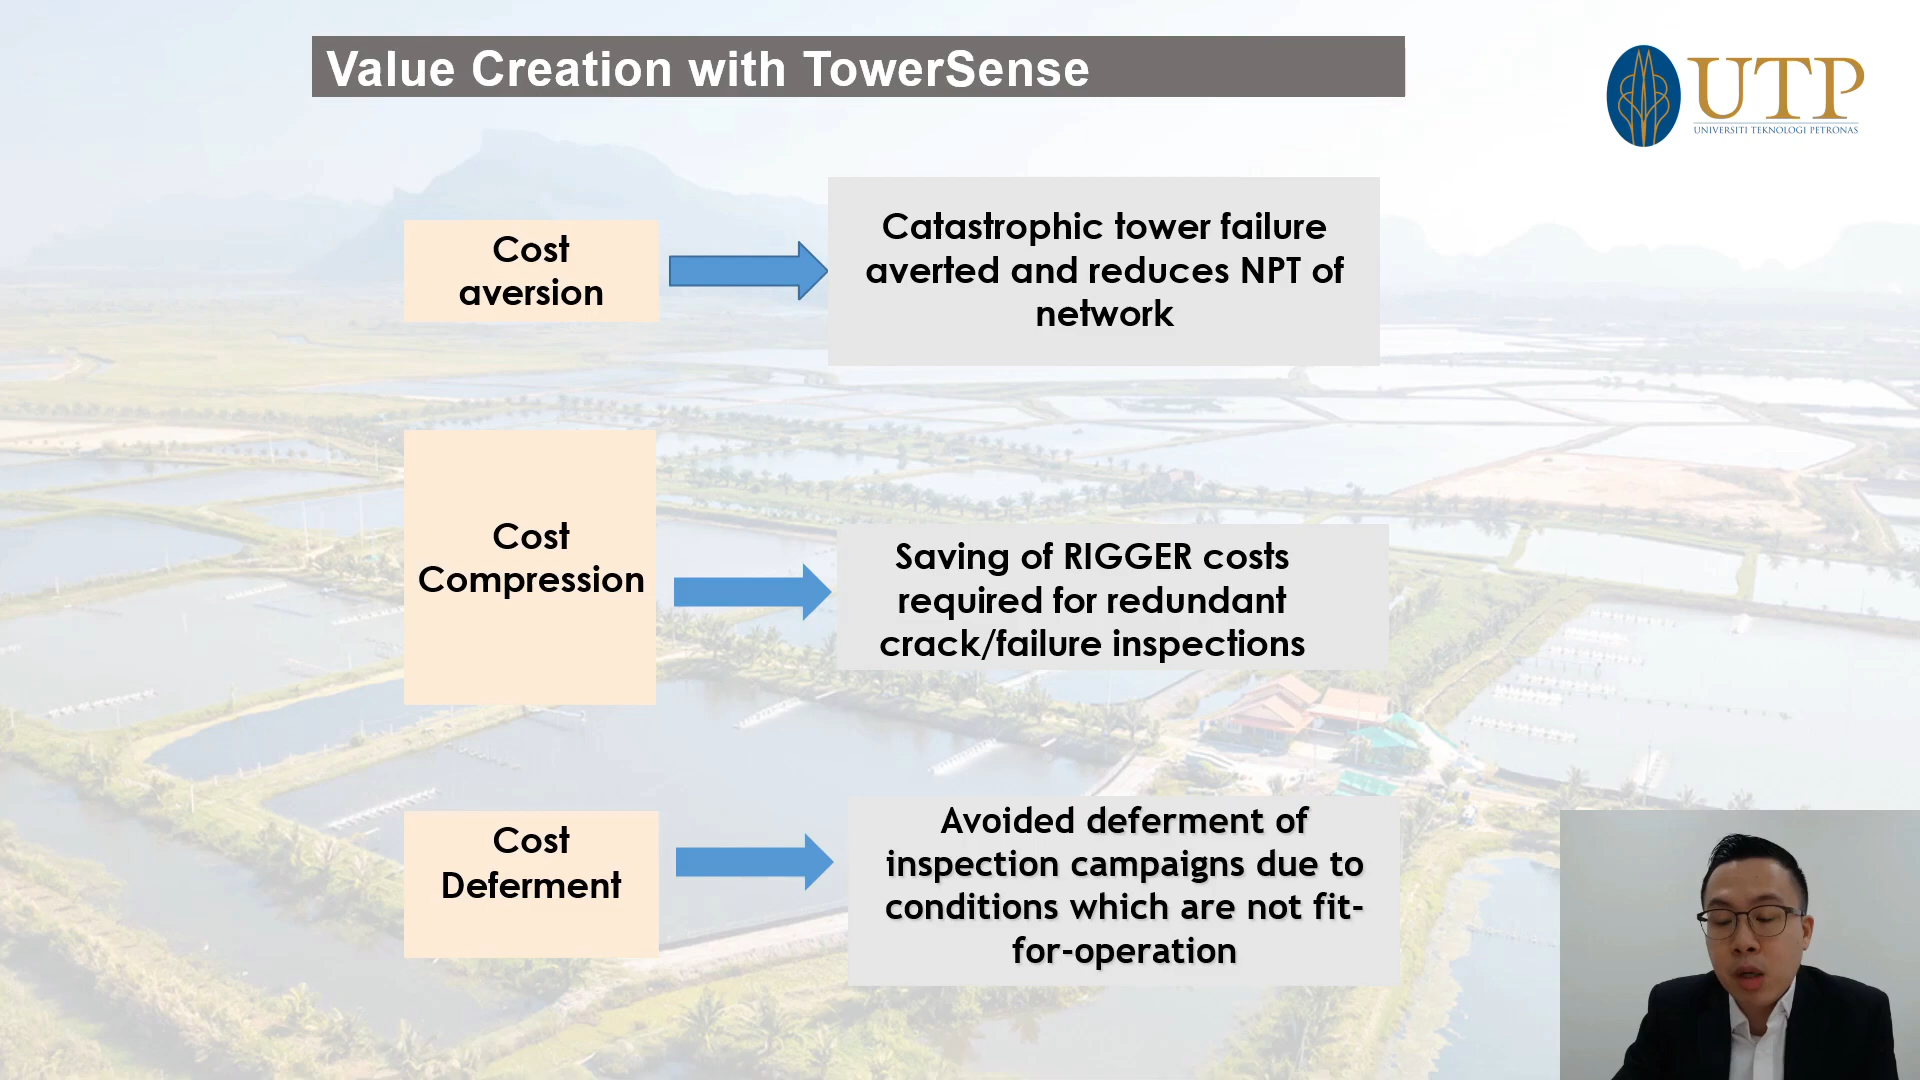 Value Creation with TowerSense
UTP
UNIVERSITI TEKNOLOGI PETRONAS
Cost
aversion
Catastrophic tower failure
averted and reduces NPT of
network
Cost
Compression
Saving of RIGGER costs
required for redundant
crack/failure inspections
Cost
Deferment
Avoided deferment of
inspection campaigns due to
conditions which are not fit-
for-operation